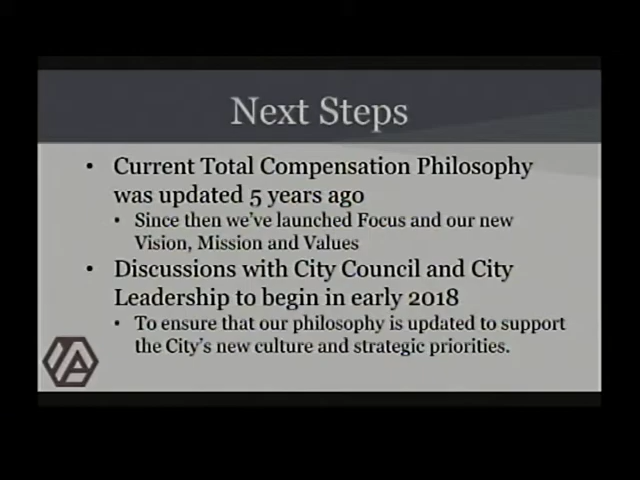 Next Steps
• Current Total Compensation Philosophy
was updated 5 years ago
• Since then we've launched Focus and our new
Vision, Mission and Values
• Discussions with City Council and City
Leadership to begin in early 2018
• To ensure that our philosophy is updated to support
the City's new culture and strategic priorities.